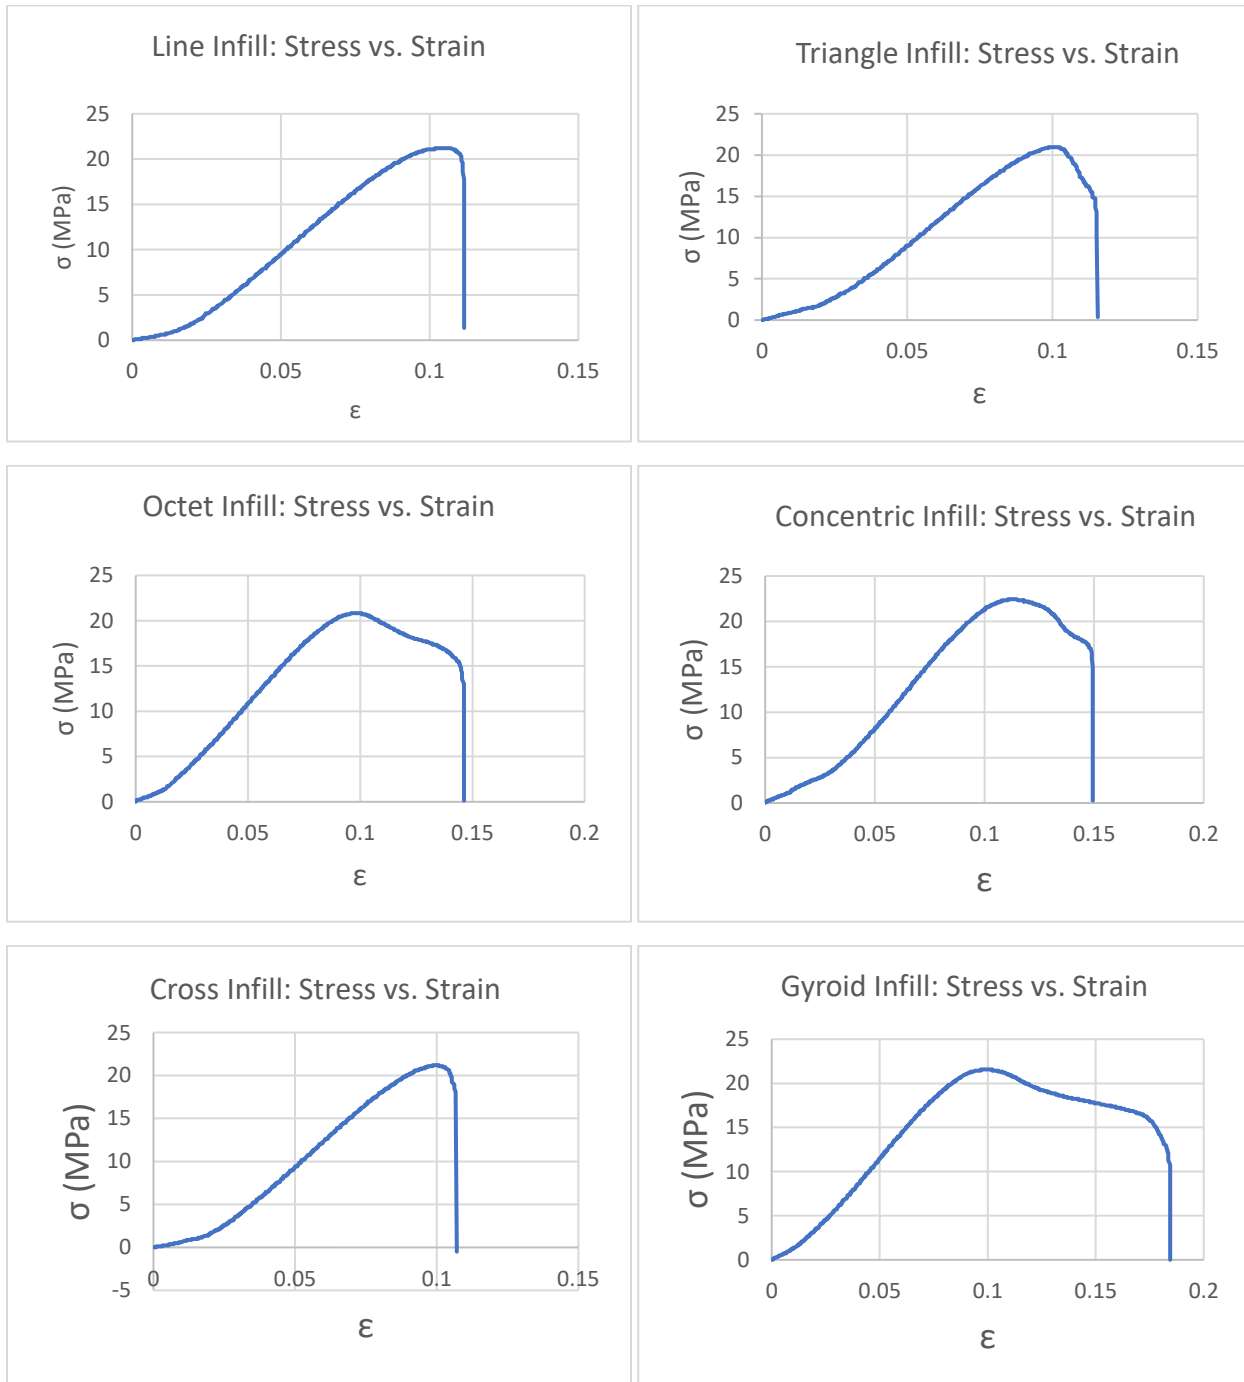 Line Infill: Stress vs. Strain
25
20
15
10
5
0
0 0.05 0.1 0.15
σ (MPa)
ε
Triangle Infill: Stress vs. Strain
25
20
15
10
5
0
0 0.05 0.1 0.15
σ (MPa)
ε
Octet Infill: Stress vs. Strain
25
20
15
10
5
0
0 0.05 0.1 0.15 0.2
σ (MPa)
ε
Concentric Infill: Stress vs. Strain
25
20
15
10
5
0
0 0.05 0.1 0.15 0.2
σ (MPa)
ε
Cross Infill: Stress vs. Strain
25
20
15
10
5
0
-5
0 0.05 0.1 0.15
σ (MPa)
ε
Gyroid Infill: Stress vs. Strain
25
20
15
10
5
0
0 0.05 0.1 0.15 0.2
σ (MPa)
ε